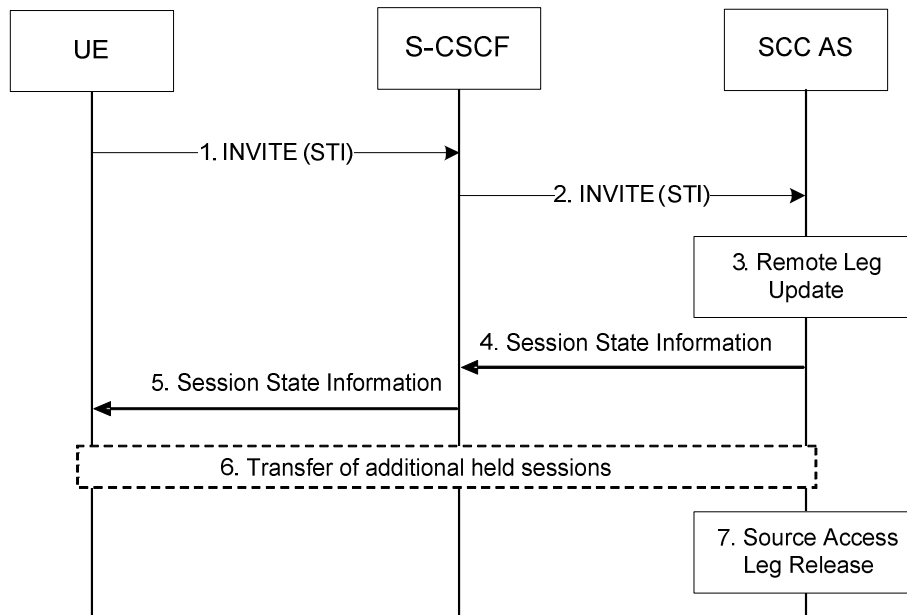 UE
S-CSCF
SCC AS
1. INVITE (STI)
2. INVITE (STI)
3. Remote Leg
Update
4. Session State Information
5. Session State Information
6. Transfer of additional held sessions
7. Source Access
Leg Release